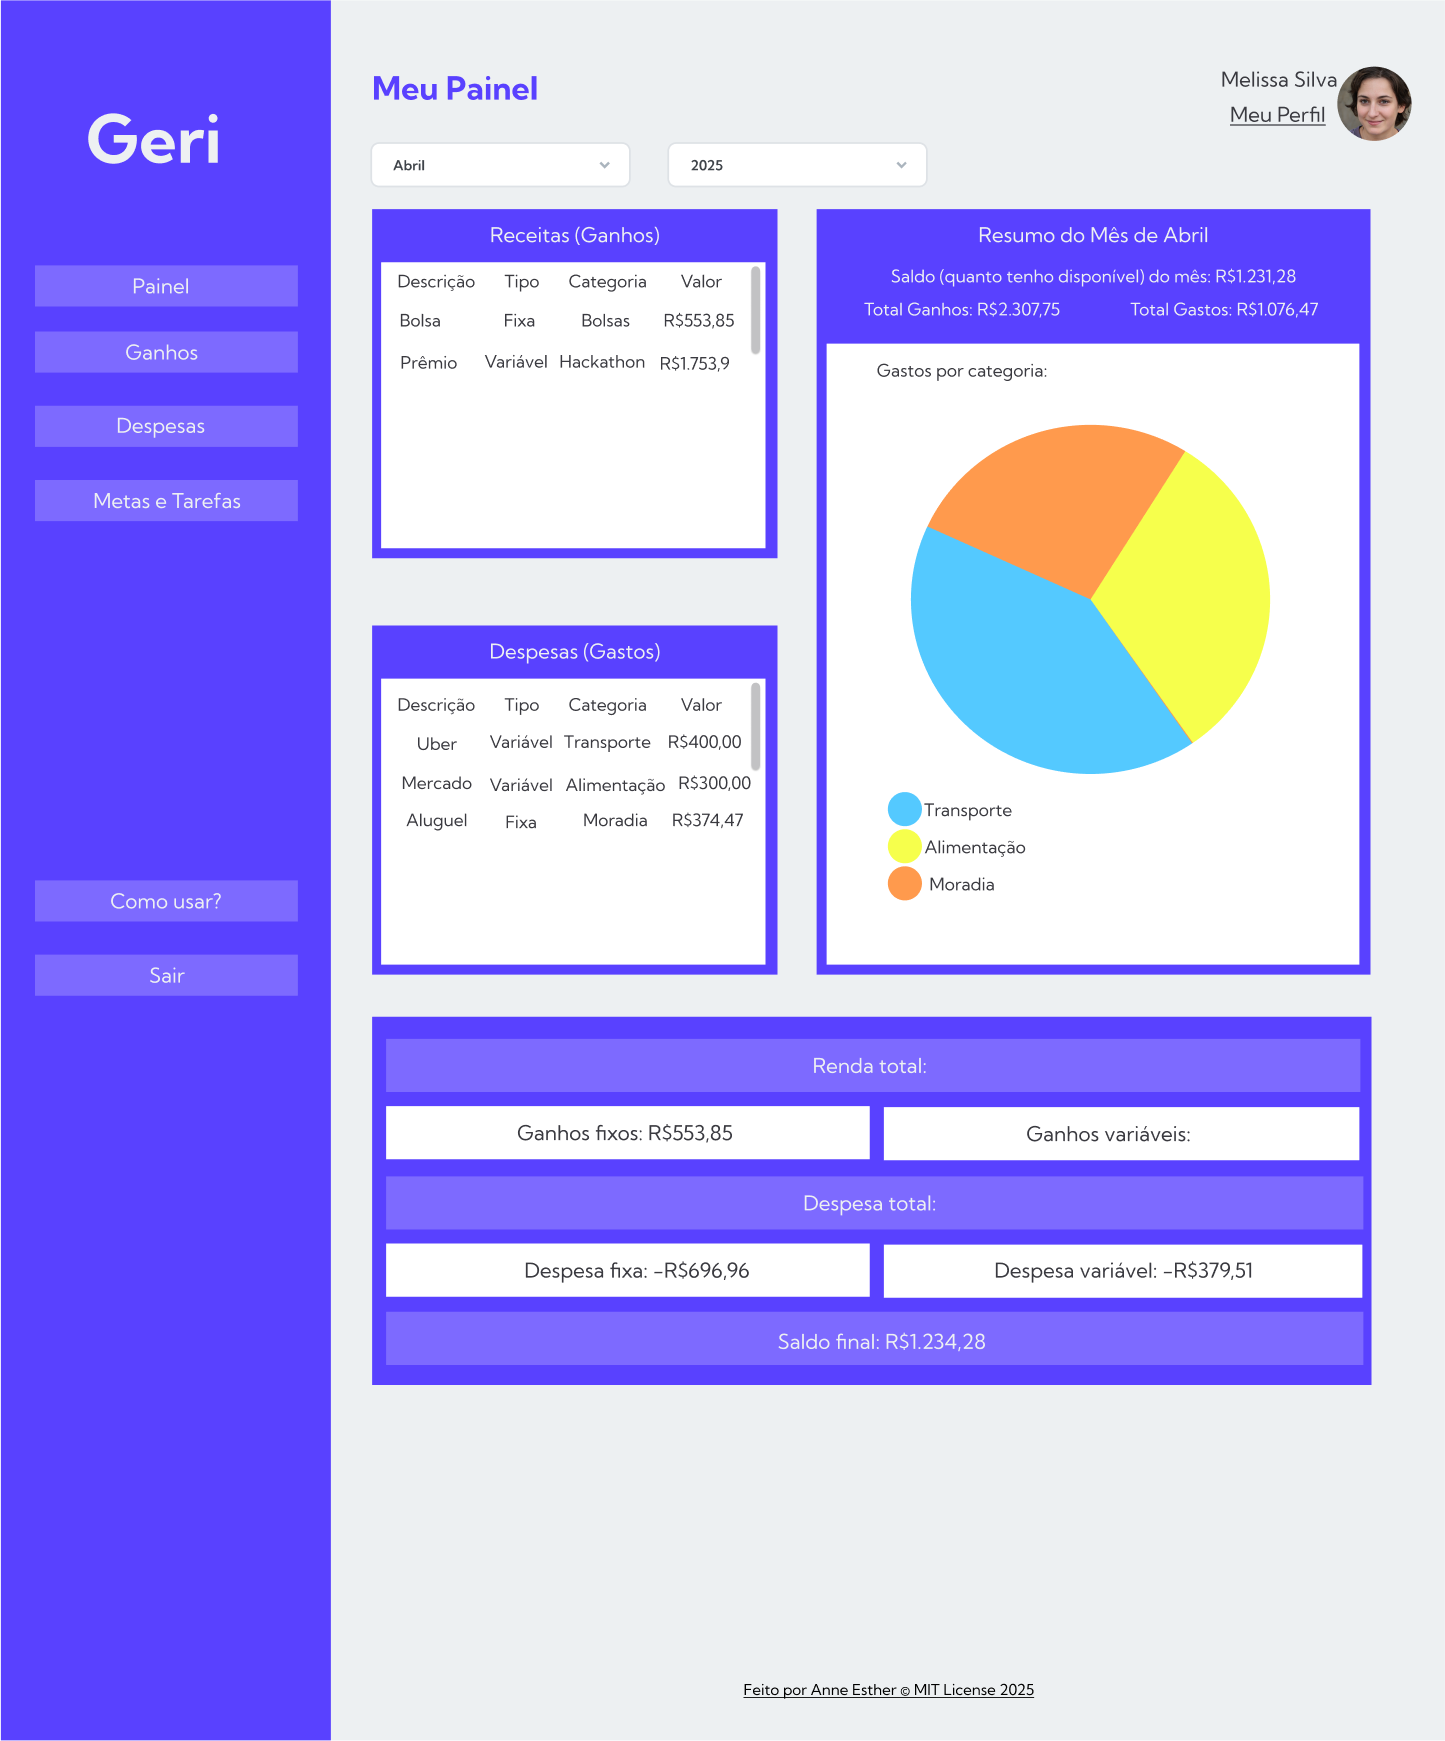 Geri
Painel
Ganhos
Despesas
Metas e Tarefas
Como usar?
Sair
Meu Painel
Melissa Silva
Meu Perfil
Abril
2025
Receitas (Ganhos)
Descrição Tipo Categoria Valor
Bolsa Fixa Bolsas R$553,85
Prêmio Variável Hackathon R$1.753,9
Despesas (Gastos)
Descrição Tipo Categoria Valor
Uber Variável Transporte R$400,00
Mercado Variável Alimentação R$300,00
Aluguel Fixa Moradia R$374,47
Resumo do Mês de Abril
Saldo (quanto tenho disponível) do mês: R$1.231,28
Total Ganhos: R$2.307,75 Total Gastos: R$1.076,47
Gastos por categoria:
Transporte
Alimentação
Moradia
Renda total:
Ganhos fixos: R$553,85 Ganhos variáveis:
Despesa total:
Despesa fixa: -R$696,96 Despesa variável: -R$379,51
Saldo final: R$1.234,28
Feito por Anne Esther © MIT License 2025